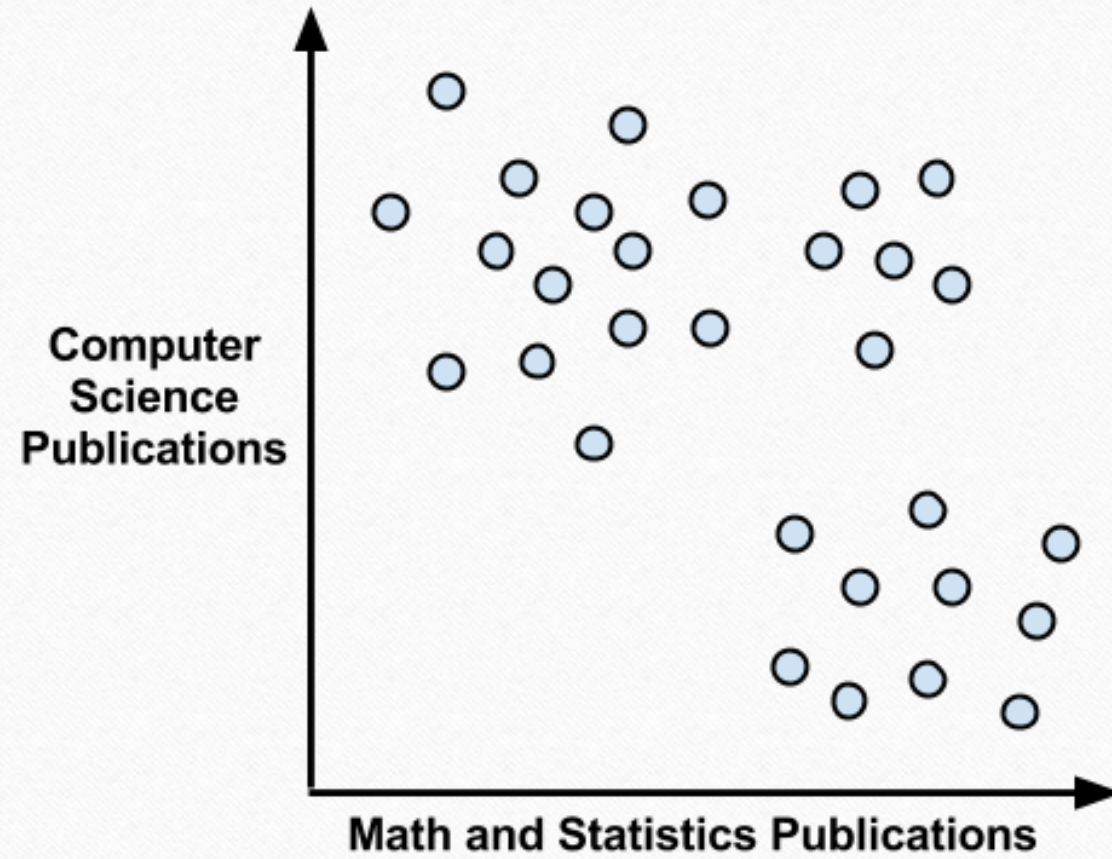 Computer
Science
Publications
Math and Statistics Publications